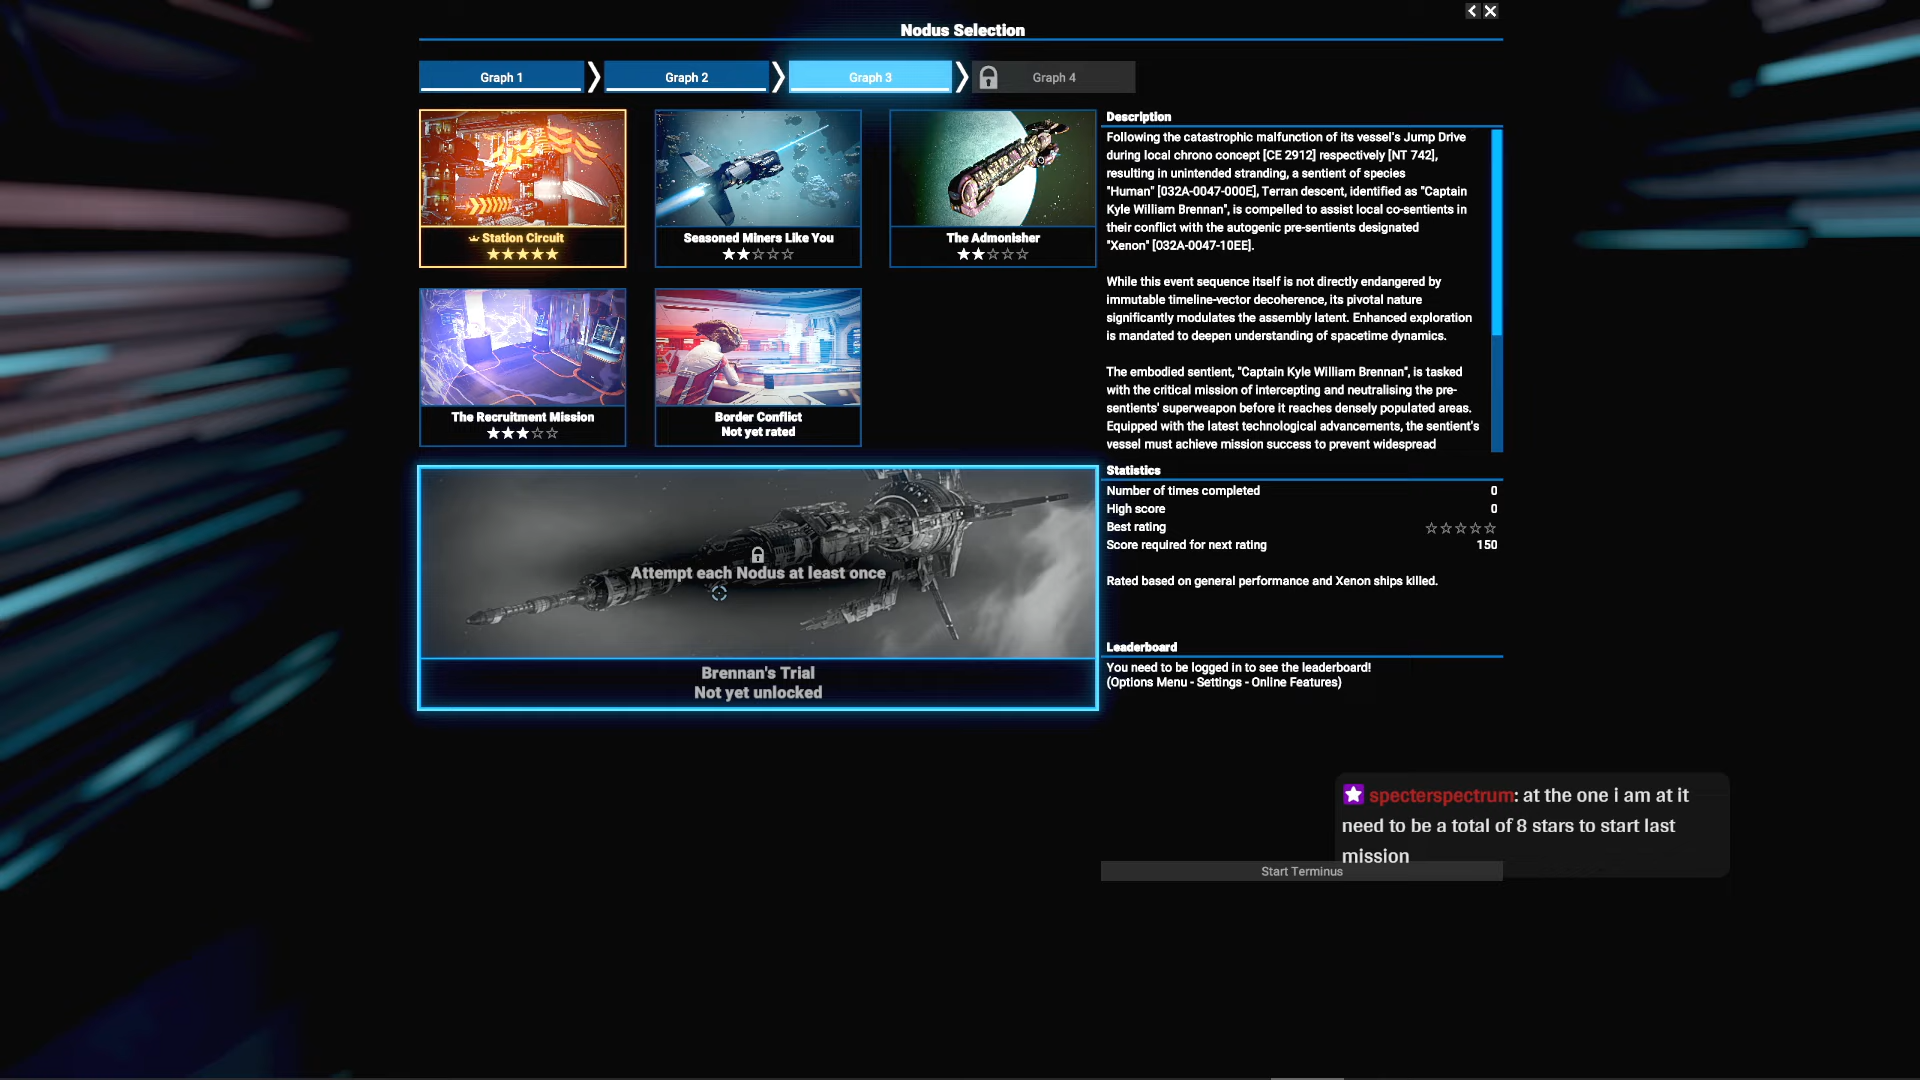 Nodus Selection
Graph 1
Graph 2
Graph 3
Graph 4
Station Circuit
Seasoned Miners Like You
The Admonisher
The Recruitment Mission
Border Conflict
Not yet rated
Attempt each Nodus at least once
Brennan's Trial
Not yet unlocked
Description
Following the catastrophic malfunction of its vessel's Jump Drive
during local chrono concept [CE 2912] respectively [NT 742],
resulting in unintended stranding, a sentient of species
"Human" [032A-0047-000E], Terran descent, identified as "Captain
Kyle William Brennan", is compelled to assist local co-sentients in
their conflict with the autogenic pre-sentients designated
"Xenon" [032A-0047-10EE].
While this event sequence itself is not directly endangered by
immutable timeline-vector decoherence, its pivotal nature
significantly modulates the assembly latent. Enhanced exploration
is mandated to deepen understanding of spacetime dynamics.
The embodied sentient, "Captain Kyle William Brennan", is tasked
with the critical mission of intercepting and neutralising the pre-
sentients' superweapon before it reaches densely populated areas.
Equipped with the latest technological advancements, the sentient's
vessel must achieve mission success to prevent widespread
Statistics
Number of times completed 0
High score 0
Best rating
Score required for next rating 150
Rated based on general performance and Xenon ships killed.
Leaderboard
You need to be logged in to see the leaderboard!
(Options Menu - Settings - Online Features)
specterspectrum: at the one i am at it
need to be a total of 8 stars to start last
mission
Start Terminus